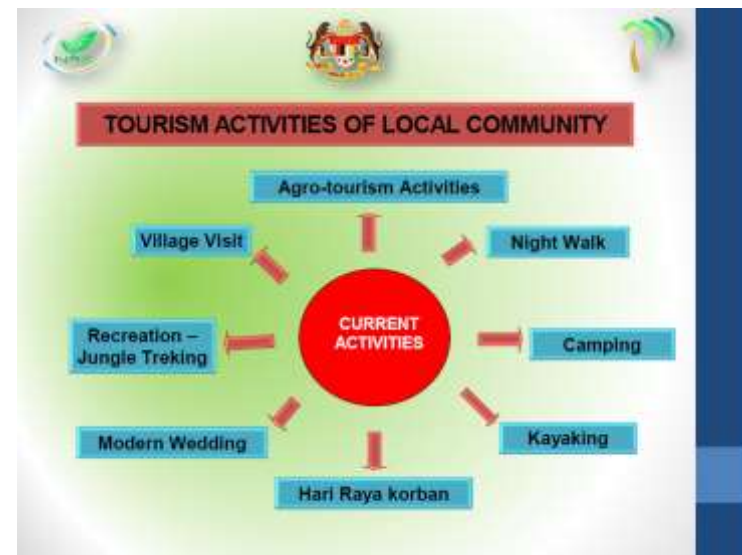 TOURISM ACTIVITIES OF LOCAL COMMUNITY
Agro-tourism Activities
Village Visit
Night Walk
CURRENT
ACTIVITIES
Recreation –
Jungle Treking
Camping
Modern Wedding
Kayaking
Hari Raya korban